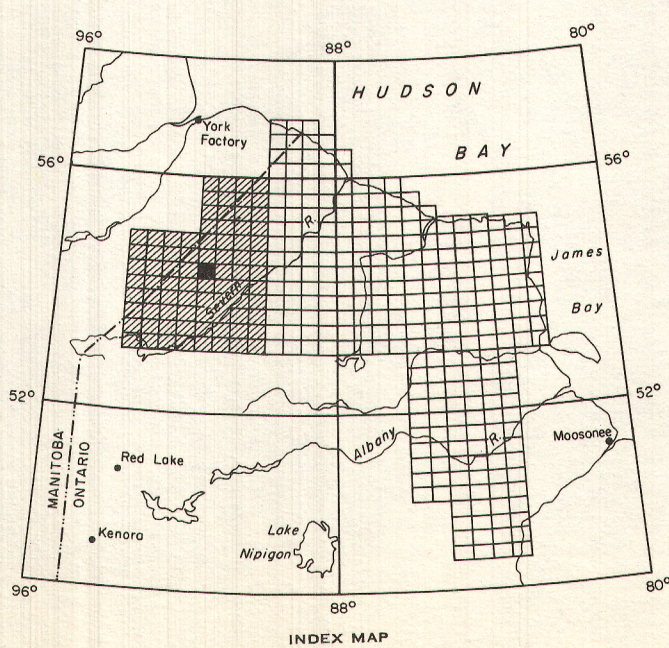 96° 88° 80°
HUDSON
BAY
York
Factory
56° 56°
R.
Severn
James
Bay
52° 52°
MANITOBA
ONTARIO
Red Lake
Albany R.
Moosonee
Kenora
Lake
Nipigon
96° 88° 80°
INDEX MAP